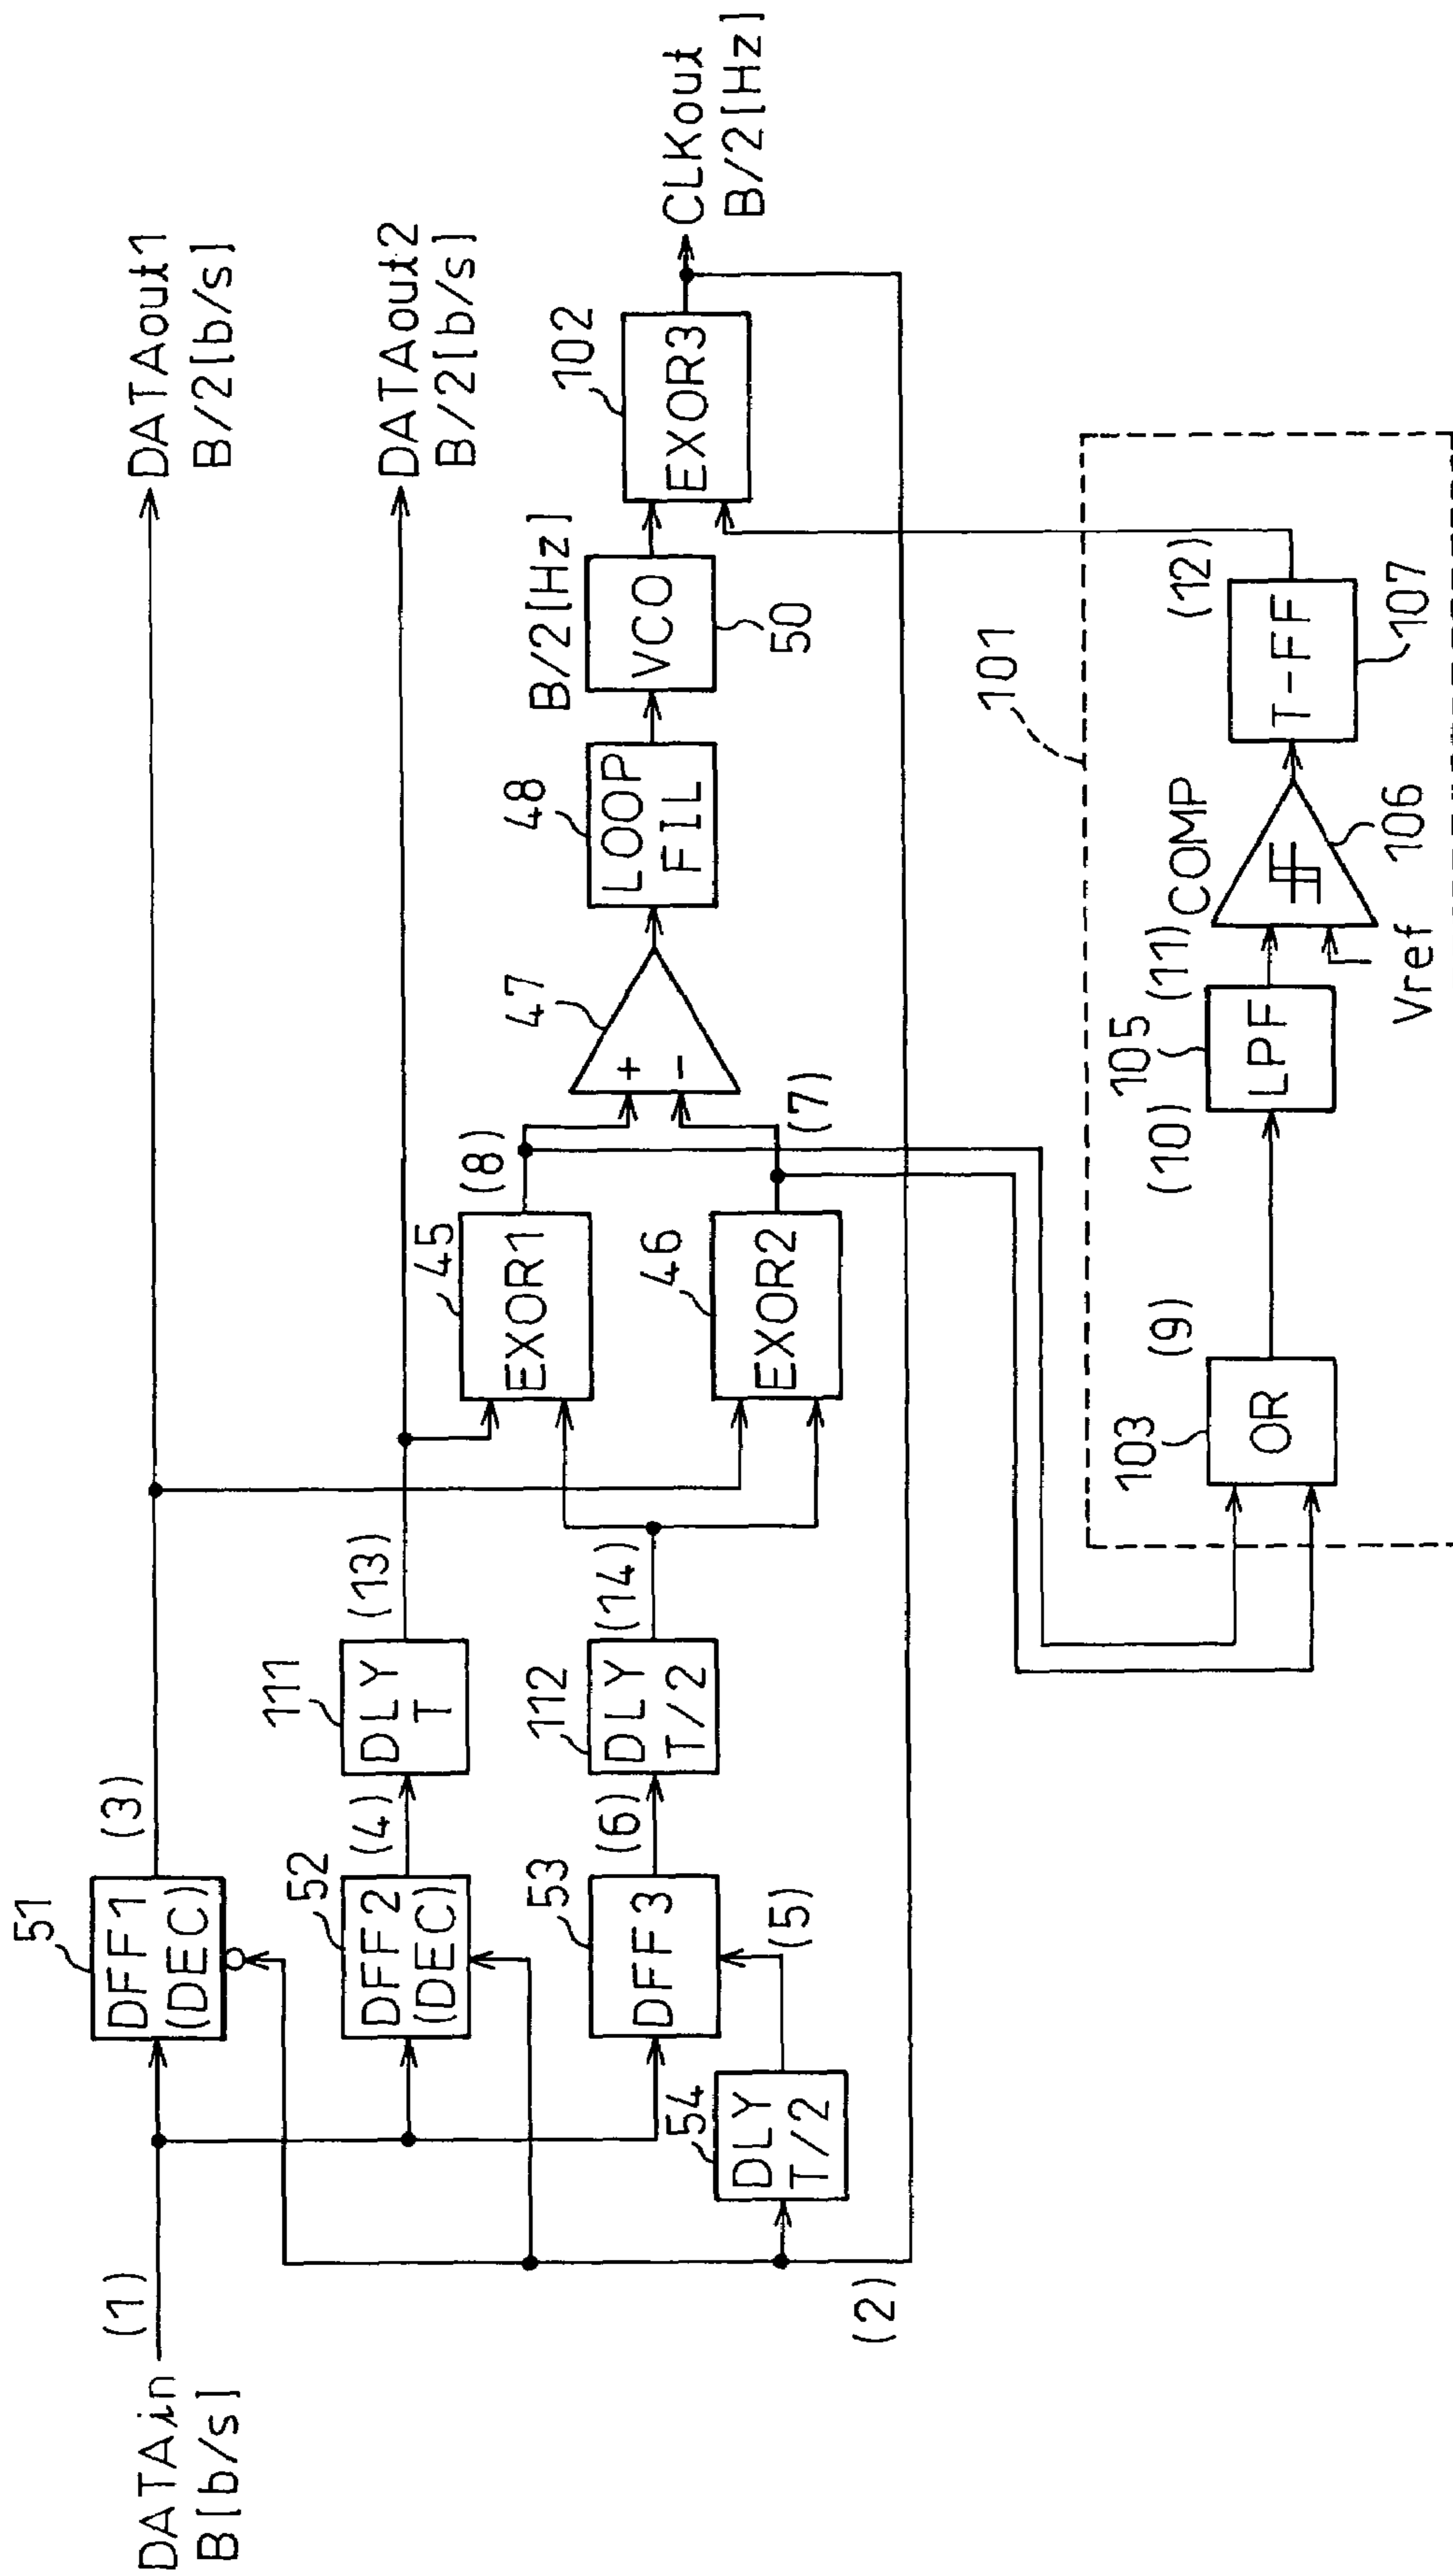 DATAin
B[b/s]
(1)
51
DFF1
(DEC)
(3)
DATAout1
B/2[b/s]
52
DFF2
(DEC)
(4)
111
DLY
T
(13)
DATAout2
B/2[b/s]
53
DFF3
(6)
112
DLY
T/2
(14)
54
DLY
T/2
(5)
(2)
45
EXOR1
(8)
46
EXOR2
(7)
47
+
-
48
LOOP
FIL
B/2[Hz]
VCO
50
102
EXOR3
CLKout
B/2[Hz]
101
103
OR
(9)
(10)
105
LPF
(11)
COMP
Vref
106
(12)
T-FF
107